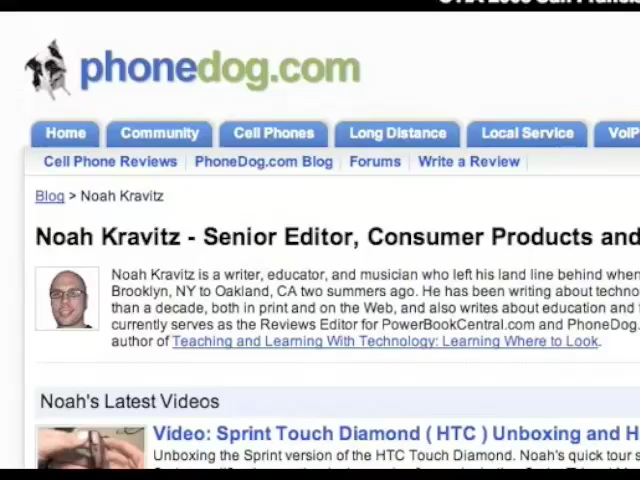 phonedog.com
Home Community Cell Phones Long Distance Local Service VoIP
Cell Phone Reviews PhoneDog.com Blog Forums Write a Review
Blog > Noah Kravitz
Noah Kravitz - Senior Editor, Consumer Products and
Noah Kravitz is a writer, educator, and musician who left his land line behind when
Brooklyn, NY to Oakland, CA two summers ago. He has been writing about techno
than a decade, both in print and on the Web, and also writes about education and
currently serves as the Reviews Editor for PowerBookCentral.com and PhoneDog.
author of Teaching and Learning With Technology: Learning Where to Look.
Noah's Latest Videos
Video: Sprint Touch Diamond ( HTC ) Unboxing and H
Unboxing the Sprint version of the HTC Touch Diamond. Noah's quick tour s